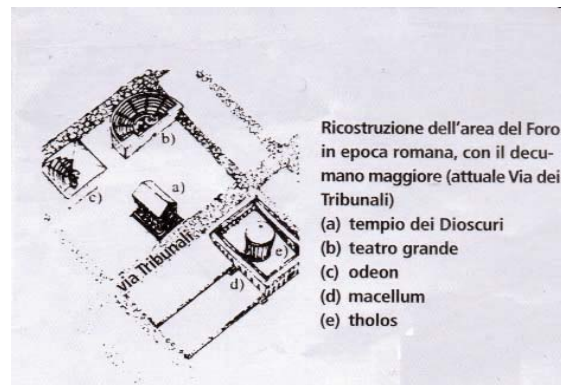 b)
a)
c)
via Tribunali
e)
d)
Ricostruzione dell'area del Foro
in epoca romana, con il decu-
mano maggiore (attuale Via dei
Tribunali)
(a) tempio dei Dioscuri
(b) teatro grande
(c) odeon
(d) macellum
(e) tholos